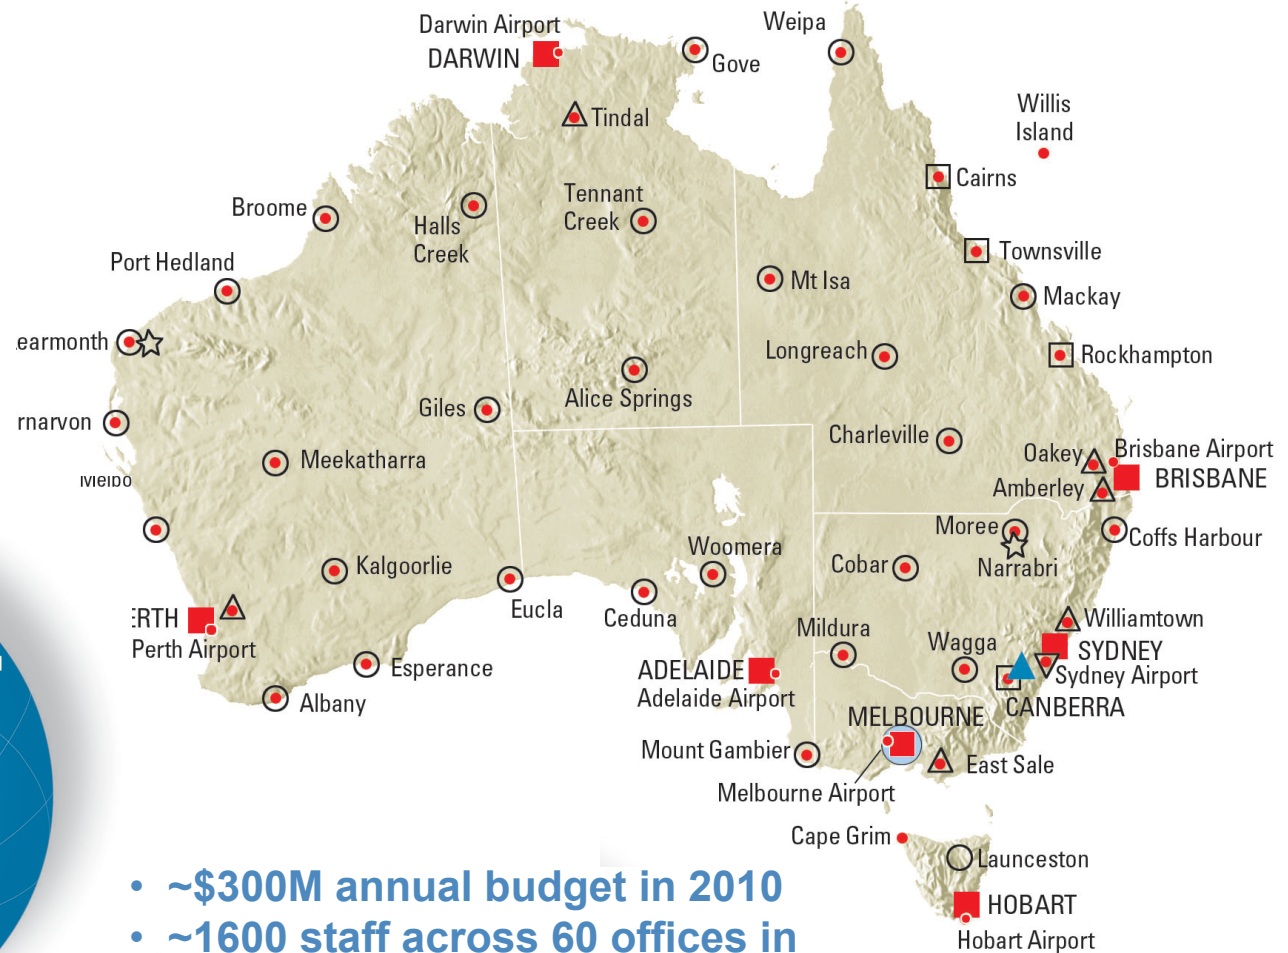 Darwin Airport
DARWIN
Gove
Weipa
Willis
Island
Tindal
Cairns
Broome
Halls
Creek
Tennant
Creek
Townsville
Port Hedland
Mt Isa
Mackay
earmonth
Longreach
Rockhampton
Alice Springs
Giles
rnarvon
Charleville
Meekatharra
Oakey
Brisbane Airport
BRISBANE
Amberley
Moree
Coffs Harbour
Narrabri
Cobar
Woomera
Kalgoorlie
Eucla
Ceduna
ERTH
Perth Airport
Williamtown
SYDNEY
Sydney Airport
Mildura
Wagga
CANBERRA
Esperance
Albany
ADELAIDE
Adelaide Airport
MELBOURNE
Mount Gambier
East Sale
Melbourne Airport
Cape Grim
Launceston
HOBART
Hobart Airport
• ~$300M annual budget in 2010
• ~1600 staff across 60 offices in